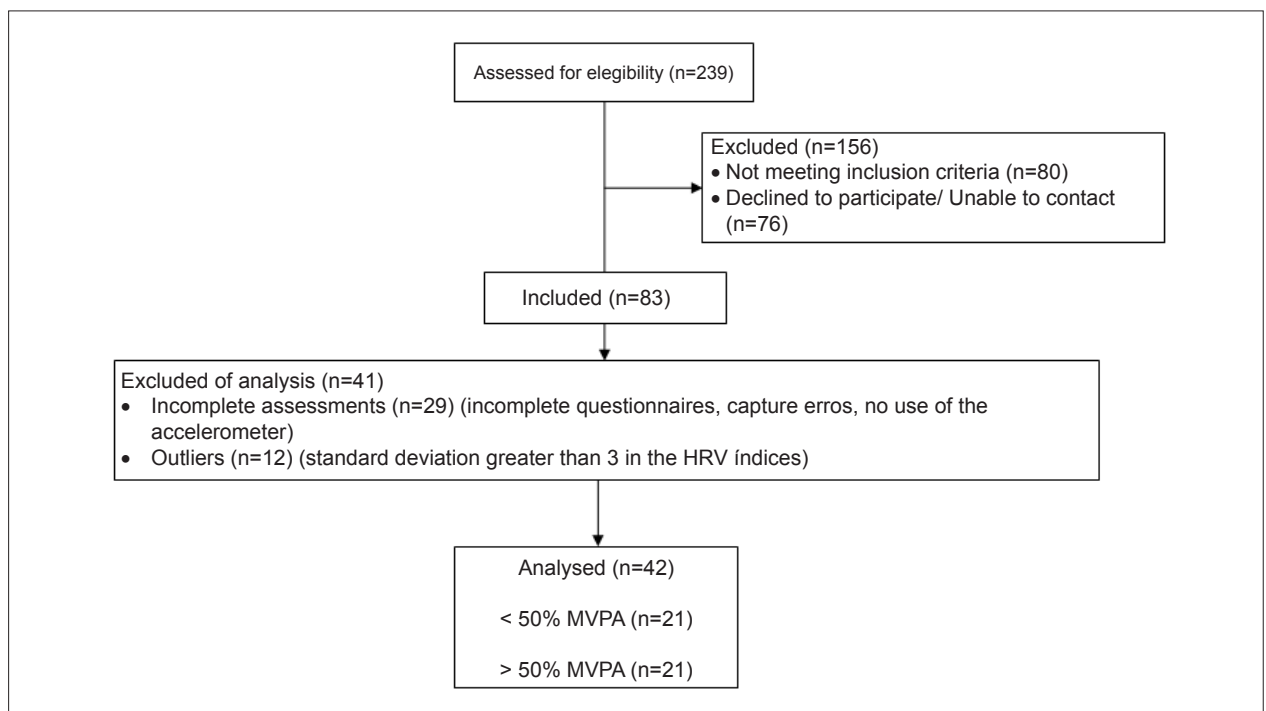 Assessed for elegibility (n=239)
Excluded (n=156)
• Not meeting inclusion criteria (n=80)
• Declined to participate/ Unable to contact
(n=76)
Included (n=83)
Excluded of analysis (n=41)
• Incomplete assessments (n=29) (incomplete questionnaires, capture erros, no use of the
accelerometer)
• Outliers (n=12) (standard deviation greater than 3 in the HRV índices)
Analysed (n=42)
< 50% MVPA (n=21)
> 50% MVPA (n=21)